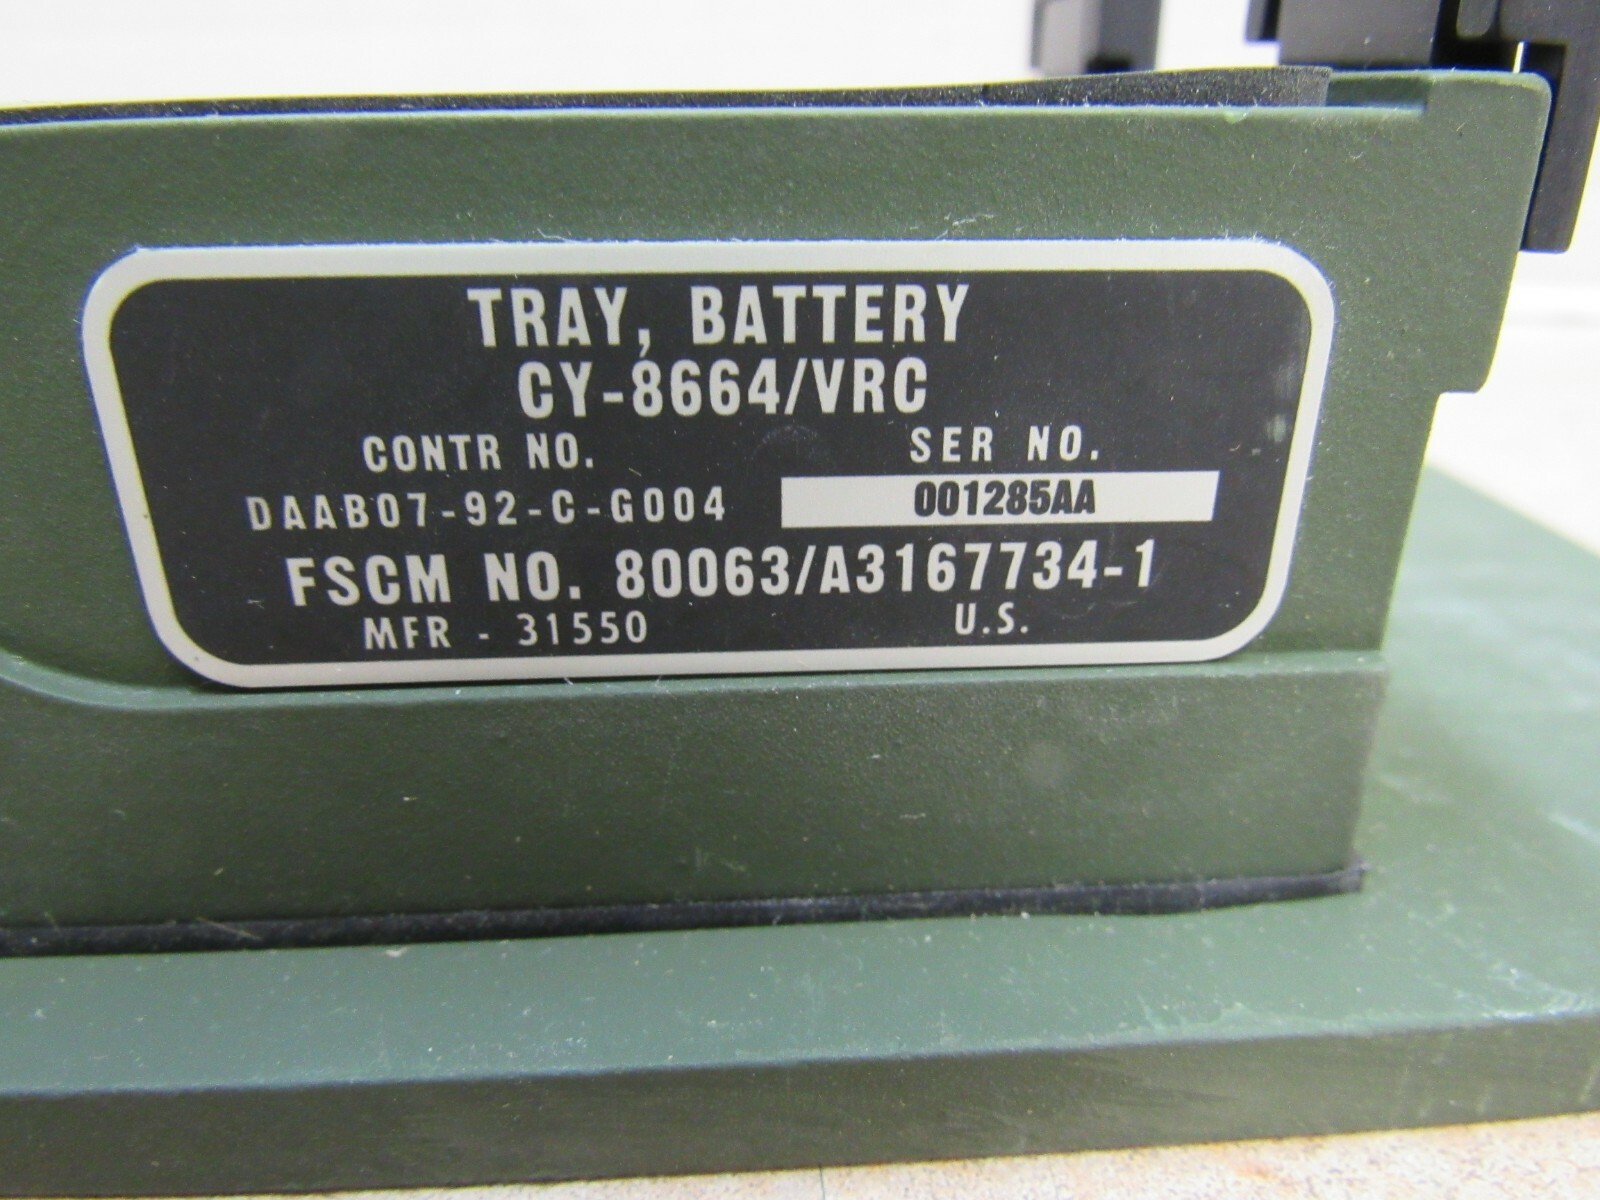 TRAY, BATTERY
CY-8664/VRC
CONTR NO. SER NO.
DAAB07-92-C-G004 001285AA
FSCM NO. 80063/A3167734-1
MFR - 31550 U.S.